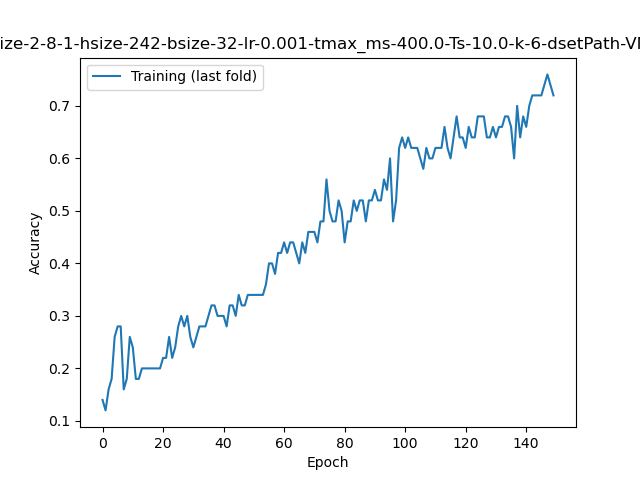 ize-2-8-1-hsize-242-bsize-32-lr-0.001-tmax_ms-400.0-Ts-10.0-k-6-dsetPath-VI
Training (last fold)
Accuracy
0.7
0.6
0.5
0.4
0.3
0.2
0.1
0 20 40 60 80 100 120 140
Epoch